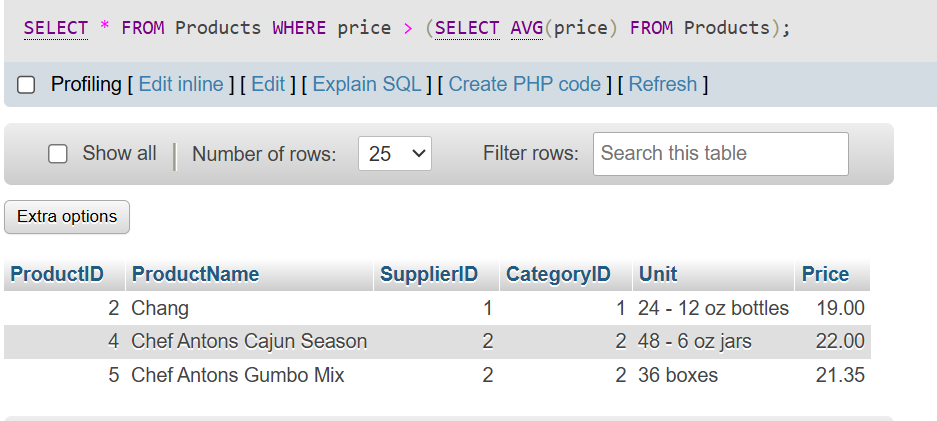 SELECT * FROM Products WHERE price > (SELECT AVG(price) FROM Products);
Profiling [ Edit inline ] [ Edit ] [ Explain SQL ] [ Create PHP code ] [ Refresh ]
Show all | Number of rows: 25 Filter rows: Search this table
Extra options
ProductID ProductName SupplierID CategoryID Unit Price
2 Chang 1 1 24 - 12 oz bottles 19.00
4 Chef Antons Cajun Season 2 2 48 - 6 oz jars 22.00
5 Chef Antons Gumbo Mix 2 2 36 boxes 21.35